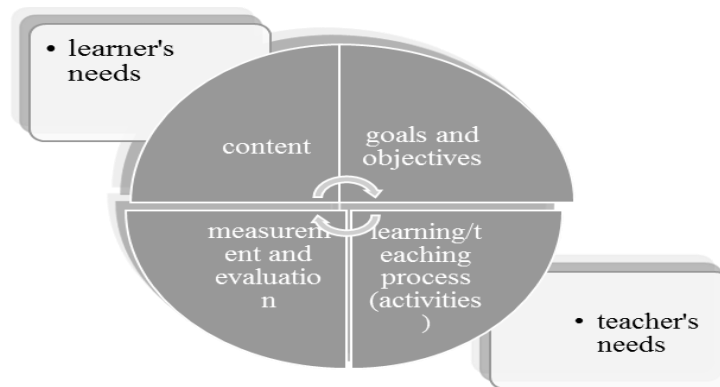 • learner's
needs
content
goals and
objectives
measurem
ent and
evaluatio
n
learning/t
eaching
process
(activities
)
• teacher's
needs